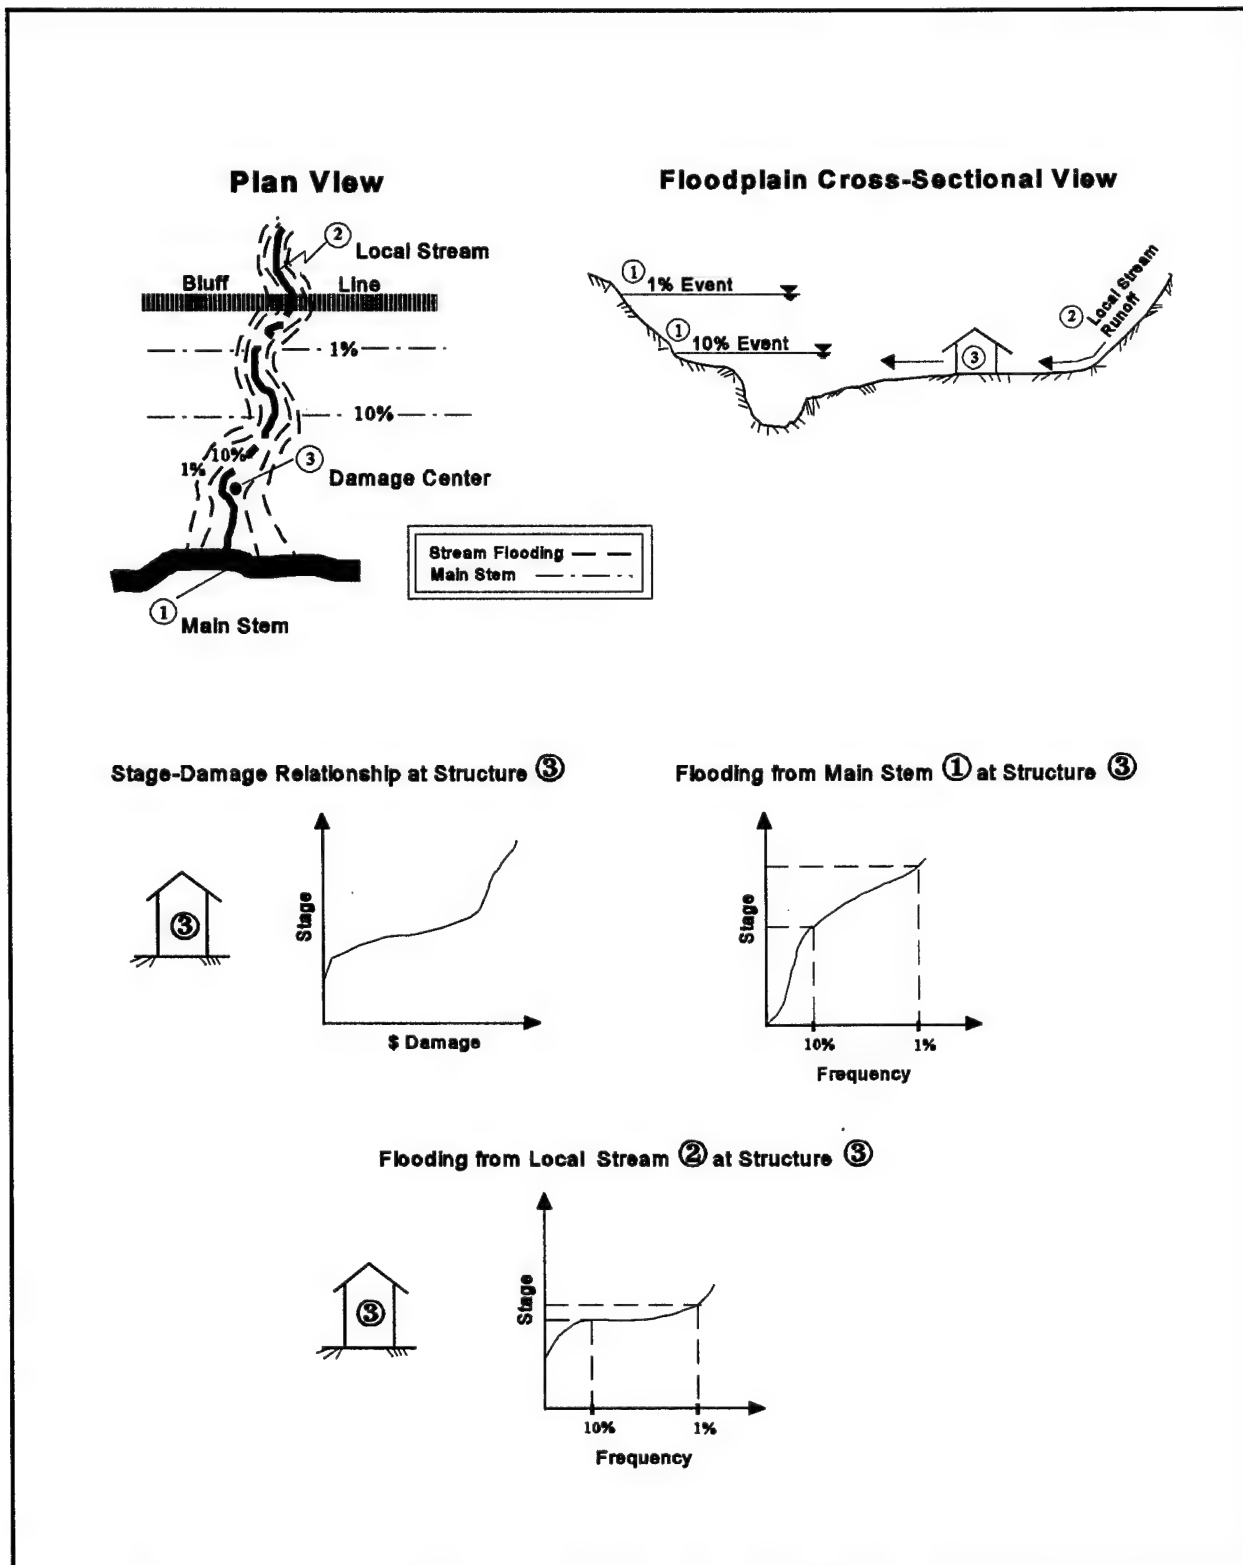 Plan View
② Local Stream
Bluff Line
1%
10%
10%
1%
③ Damage Center
Stream Flooding
Main Stem
① Main Stem
Floodplain Cross-Sectional View
① 1% Event
① 10% Event
② Local Stream
Runoff
③
Stage-Damage Relationship at Structure ③
③
Stage
$ Damage
Flooding from Main Stem ① at Structure ③
Stage
10% 1%
Frequency
Flooding from Local Stream ② at Structure ③
③
Stage
10% 1%
Frequency